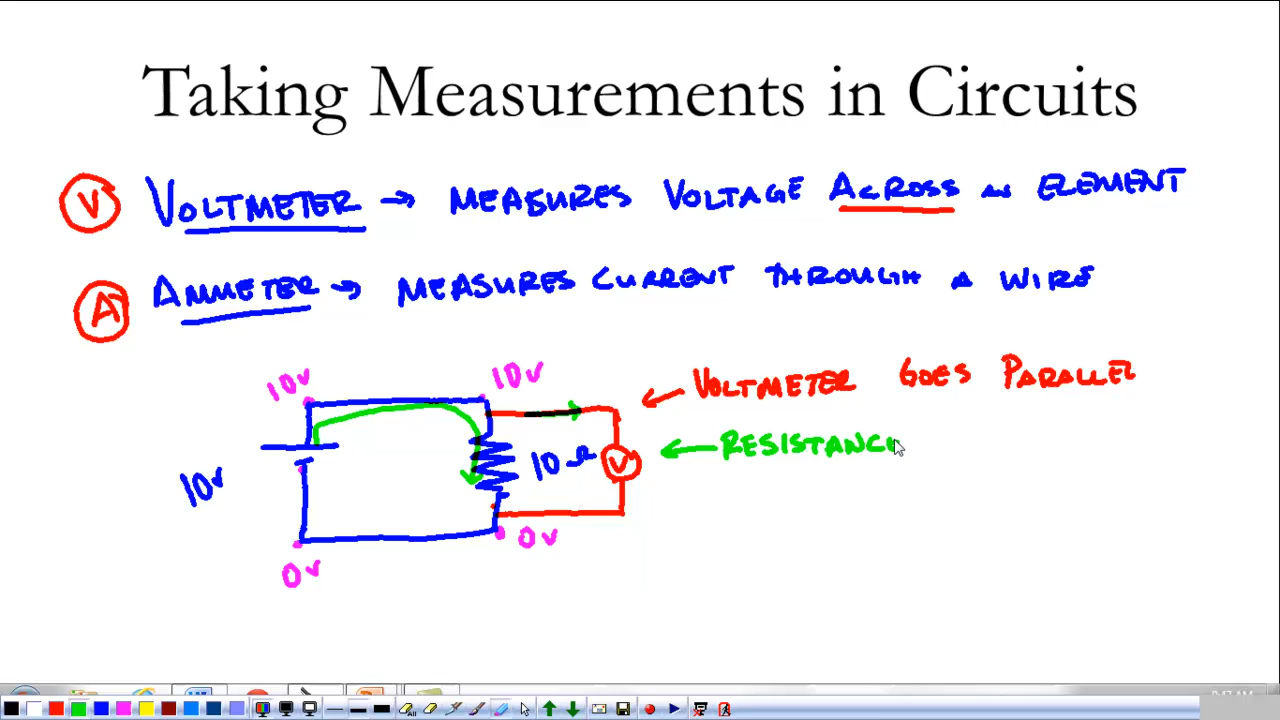 Taking Measurements in Circuits
V VOLTMETER → MEASURES VOLTAGE ACROSS AN ELEMENT
A AMMETER → MEASURES CURRENT THROUGH A WIRE
10V 10V ← VOLTMETER GOES PARALLEL
10V 10Ω V ← RESISTANC
0V 0V